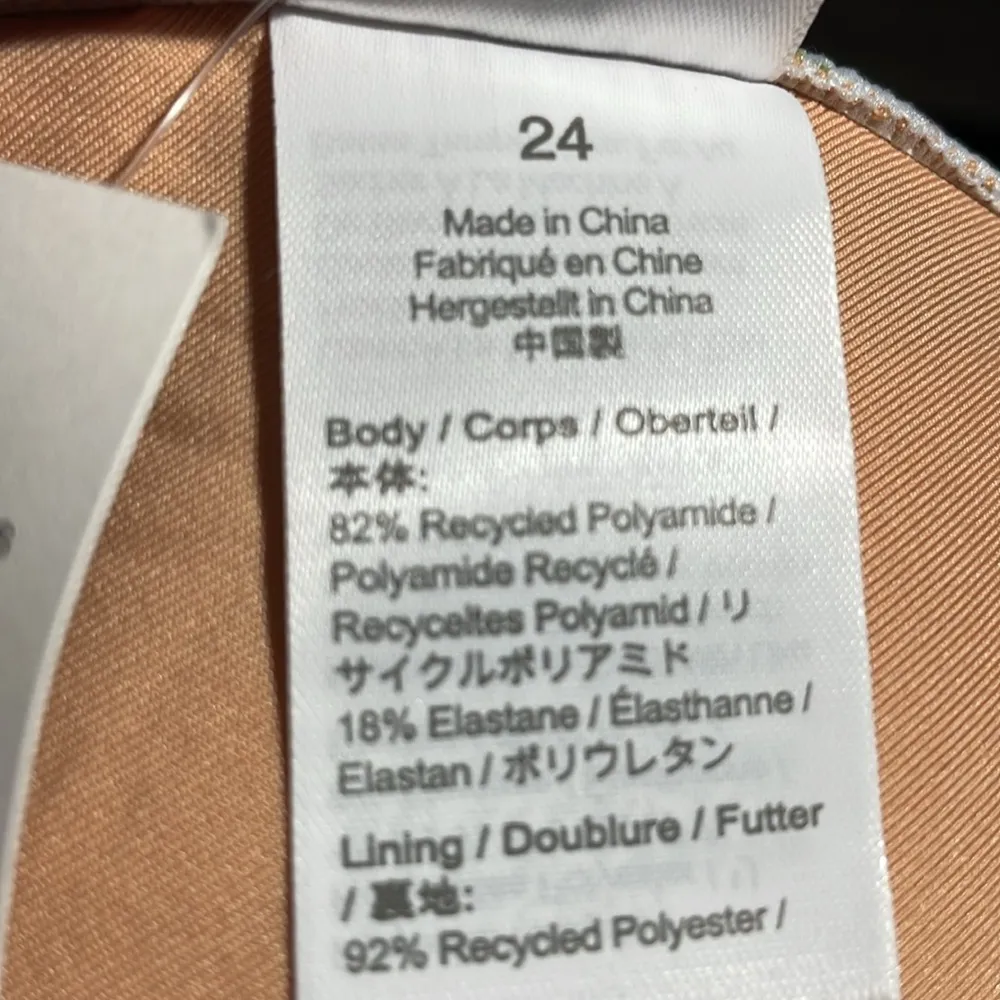 24
Made in China
Fabriqué en Chine
Hergestellt in China
中国製
Body / Corps / Oberteil /
本体:
82% Recycled Polyamide /
Polyamide Recyclé /
Recyceltes Polyamid / リ
サイクルポリアミド
18% Elastane / Élasthanne /
Elastan / ポリウレタン
Lining / Doublure / Futter
/ 裏地:
92% Recycled Polyester /